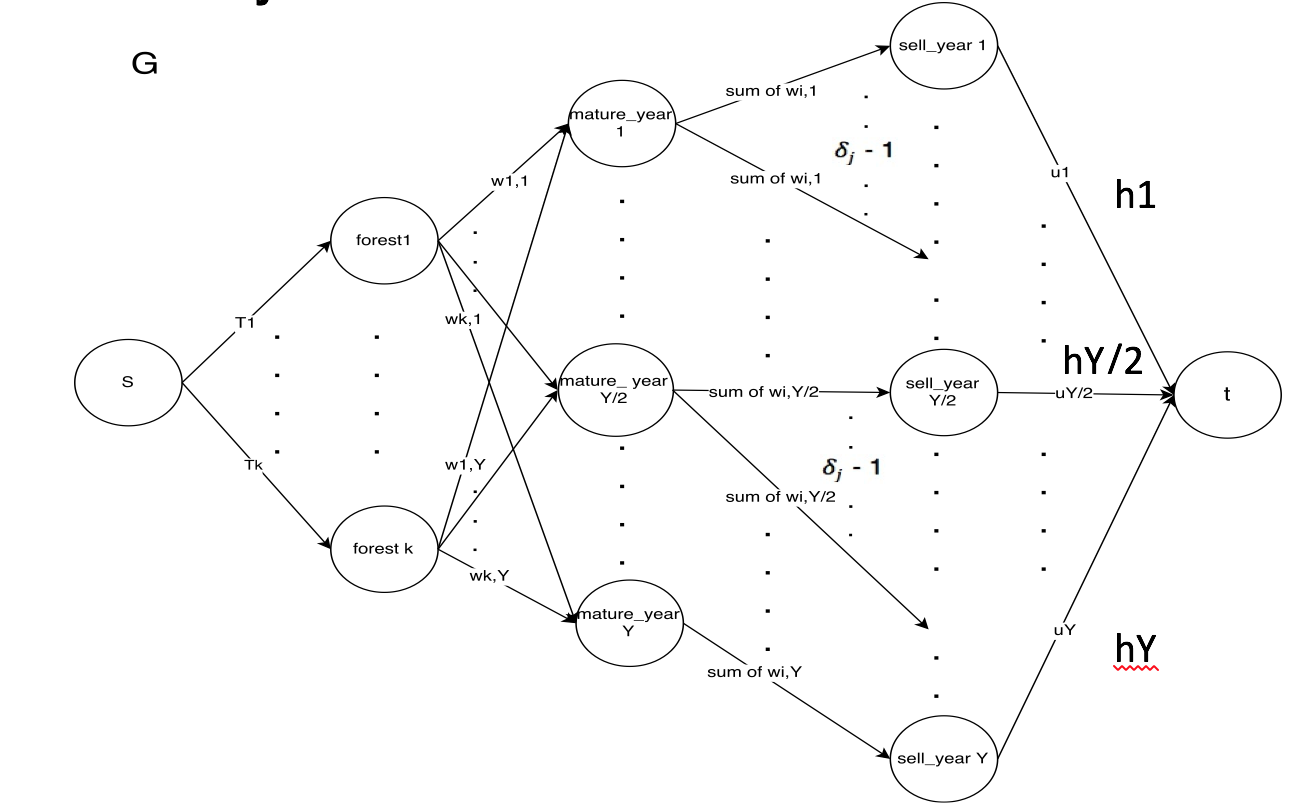 G
sell_year 1
sum of wi,1
mature_year
1
δj - 1
u1
h1
w1,1
sum of wi,1
forest1
T1
wk,1
hY/2
S
mature_ year
Y/2
sum of wi,Y/2
sell_year
Y/2
uY/2
t
Tk
w1,Y
δj - 1
sum of wi,Y/2
forest k
wk,Y
mature_year
Y
uY
hY
sum of wi,Y
sell_year Y